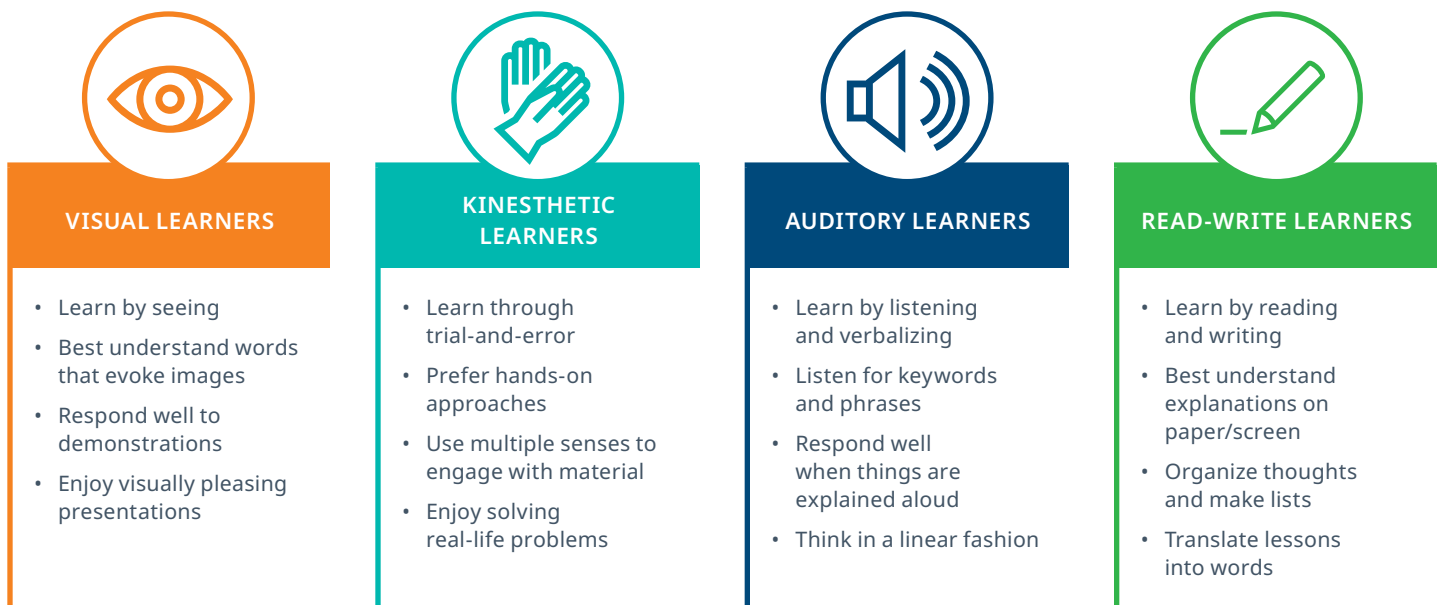 VISUAL LEARNERS
• Learn by seeing
• Best understand words
that evoke images
• Respond well to
demonstrations
• Enjoy visually pleasing
presentations
KINESTHETIC
LEARNERS
• Learn through
trial-and-error
• Prefer hands-on
approaches
• Use multiple senses to
engage with material
• Enjoy solving
real-life problems
AUDITORY LEARNERS
• Learn by listening
and verbalizing
• Listen for keywords
and phrases
• Respond well
when things are
explained aloud
• Think in a linear fashion
READ-WRITE LEARNERS
• Learn by reading
and writing
• Best understand
explanations on
paper/screen
• Organize thoughts
and make lists
• Translate lessons
into words